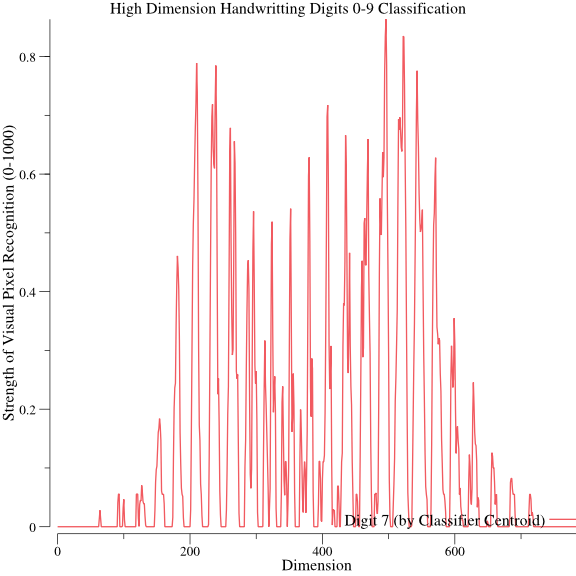 High Dimension Handwritting Digits 0-9 Classification
Strength of Visual Pixel Recognition (0-1000)
0.8
0.6
0.4
0.2
0
Digit 7 (by Classifier Centroid)
0 200 400 600
Dimension